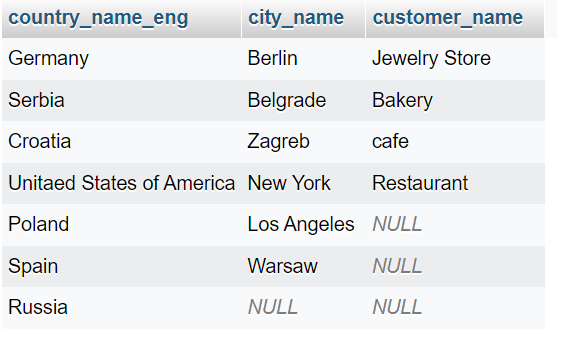 country_name_eng city_name customer_name
Germany Berlin Jewelry Store
Serbia Belgrade Bakery
Croatia Zagreb cafe
Unitaed States of America New York Restaurant
Poland Los Angeles NULL
Spain Warsaw NULL
Russia NULL NULL